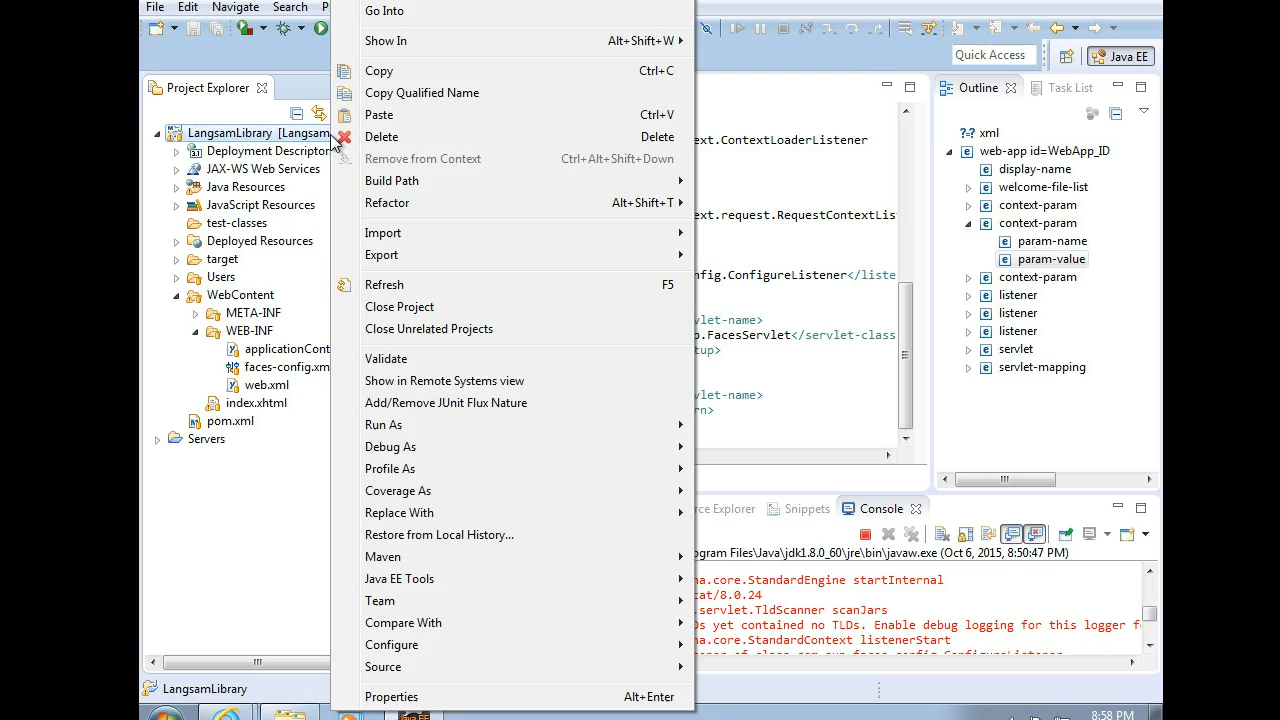 File Edit Navigate Search P
Quick Access
Java EE
Project Explorer
LangsamLibrary [Langsam
Deployment Descriptor
JAX-WS Web Services
Java Resources
JavaScript Resources
test-classes
Deployed Resources
target
Users
WebContent
META-INF
WEB-INF
applicationCont
faces-config.xm
web.xml
index.xhtml
pom.xml
Servers
LangsamLibrary
Go Into
Show In Alt+Shift+W
Copy Ctrl+C
Copy Qualified Name
Paste Ctrl+V
Delete Delete
Remove from Context Ctrl+Alt+Shift+Down
Build Path
Refactor Alt+Shift+T
Import
Export
Refresh F5
Close Project
Close Unrelated Projects
Validate
Show in Remote Systems view
Add/Remove JUnit Flux Nature
Run As
Debug As
Profile As
Coverage As
Replace With
Restore from Local History...
Maven
Java EE Tools
Team
Compare With
Configure
Source
Properties Alt+Enter
ext.ContextLoaderListener
ext.request.RequestContextLis
nfig.ConfigureListener</liste
vlet-name>
p.FacesServlet</servlet-class
tup>
vlet-name>
rn>
Outline Task List
xml
web-app id=WebApp_ID
display-name
welcome-file-list
context-param
context-param
param-name
param-value
context-param
listener
listener
listener
servlet
servlet-mapping
rce Explorer Snippets Console
ogram Files\Java\jdk1.8.0_60\jre\bin\javaw.exe (Oct 6, 2015, 8:50:47 PM)
na.core.StandardEngine startInternal
cat/8.0.24
.servlet.TldScanner scanJars
Ds yet contained no TLDs. Enable debug logging for this logger f
na.core.StandardContext listenerStart
8:58 PM